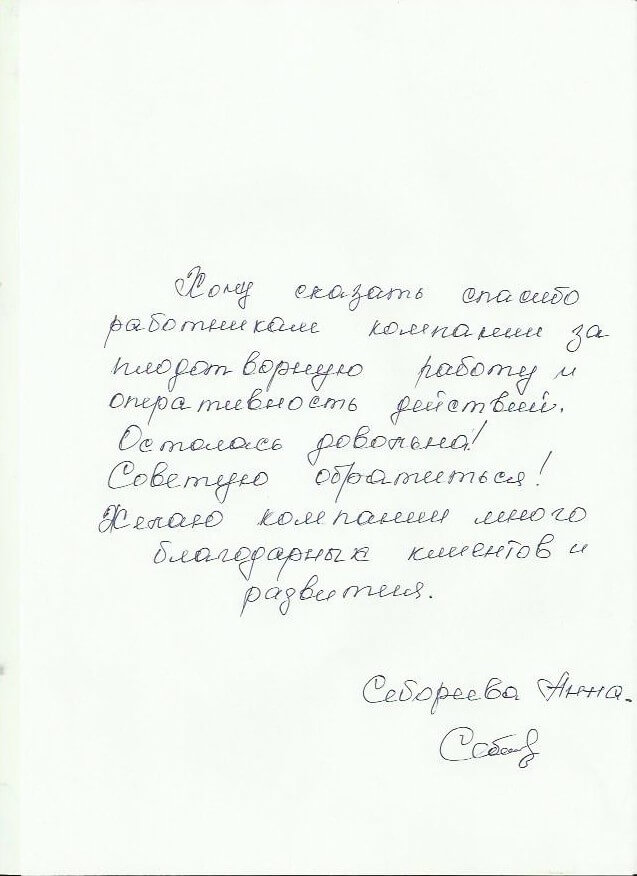 Хочу сказать спасибо
работникам компании за
плодотворную работу и
оперативность действий.
Осталась довольна!
Советую обратиться!
Желаю компании много
благодарных клиентов и
развития.
Себореева Анна.